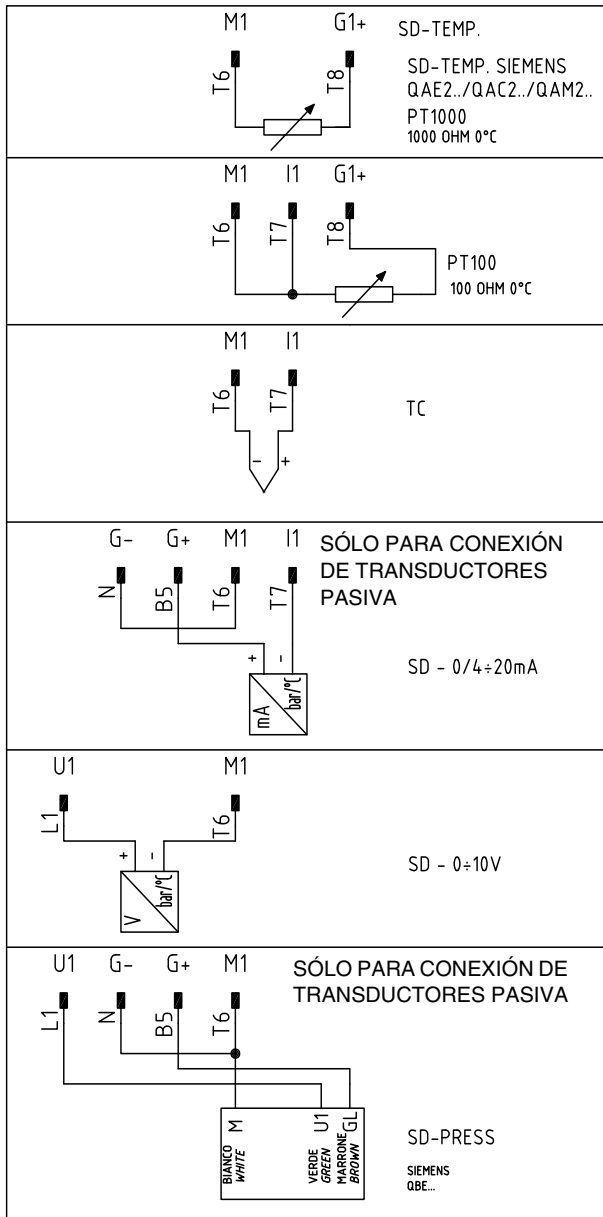 M1 G1+ SD-TEMP.
T6 T8
SD-TEMP. SIEMENS
QAE2../QAC2../QAM2..
PT1000
1000 OHM 0°C
M1 I1 G1+
T6 T7 T8
PT100
100 OHM 0°C
M1 I1
T6 T7
TC
- +
G- G+ M1 I1
SÓLO PARA CONEXIÓN
DE TRANSDUCTORES
PASIVA
N B5 T6 T7
+ -
mA bar/°C
SD - 0/4÷20mA
U1 M1
L1 T6
+ -
V bar/°C
SD - 0÷10V
U1 G- G+ M1
SÓLO PARA CONEXIÓN DE
TRANSDUCTORES PASIVA
L1 N B5 T6
M U1 GL
BIANCO
WHITE
VERDE
GREEN
MARRONE
BROWN
SD-PRESS
SIEMENS
QBE...